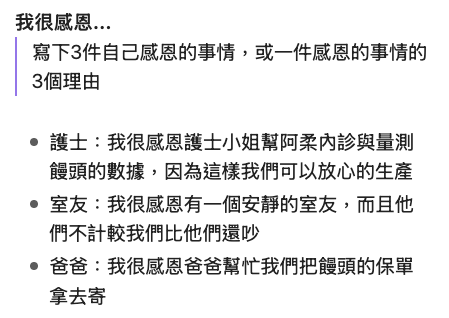 我很感恩...
寫下3件自己感恩的事情，或一件感恩的事情的
3個理由
護士：我很感恩護士小姐幫阿柔內診與量測
饅頭的數據，因為這樣我們可以放心的生產
室友：我很感恩有一個安靜的室友，而且他
們不計較我們比他們還吵
爸爸：我很感恩爸爸幫忙我們把饅頭的保單
拿去寄